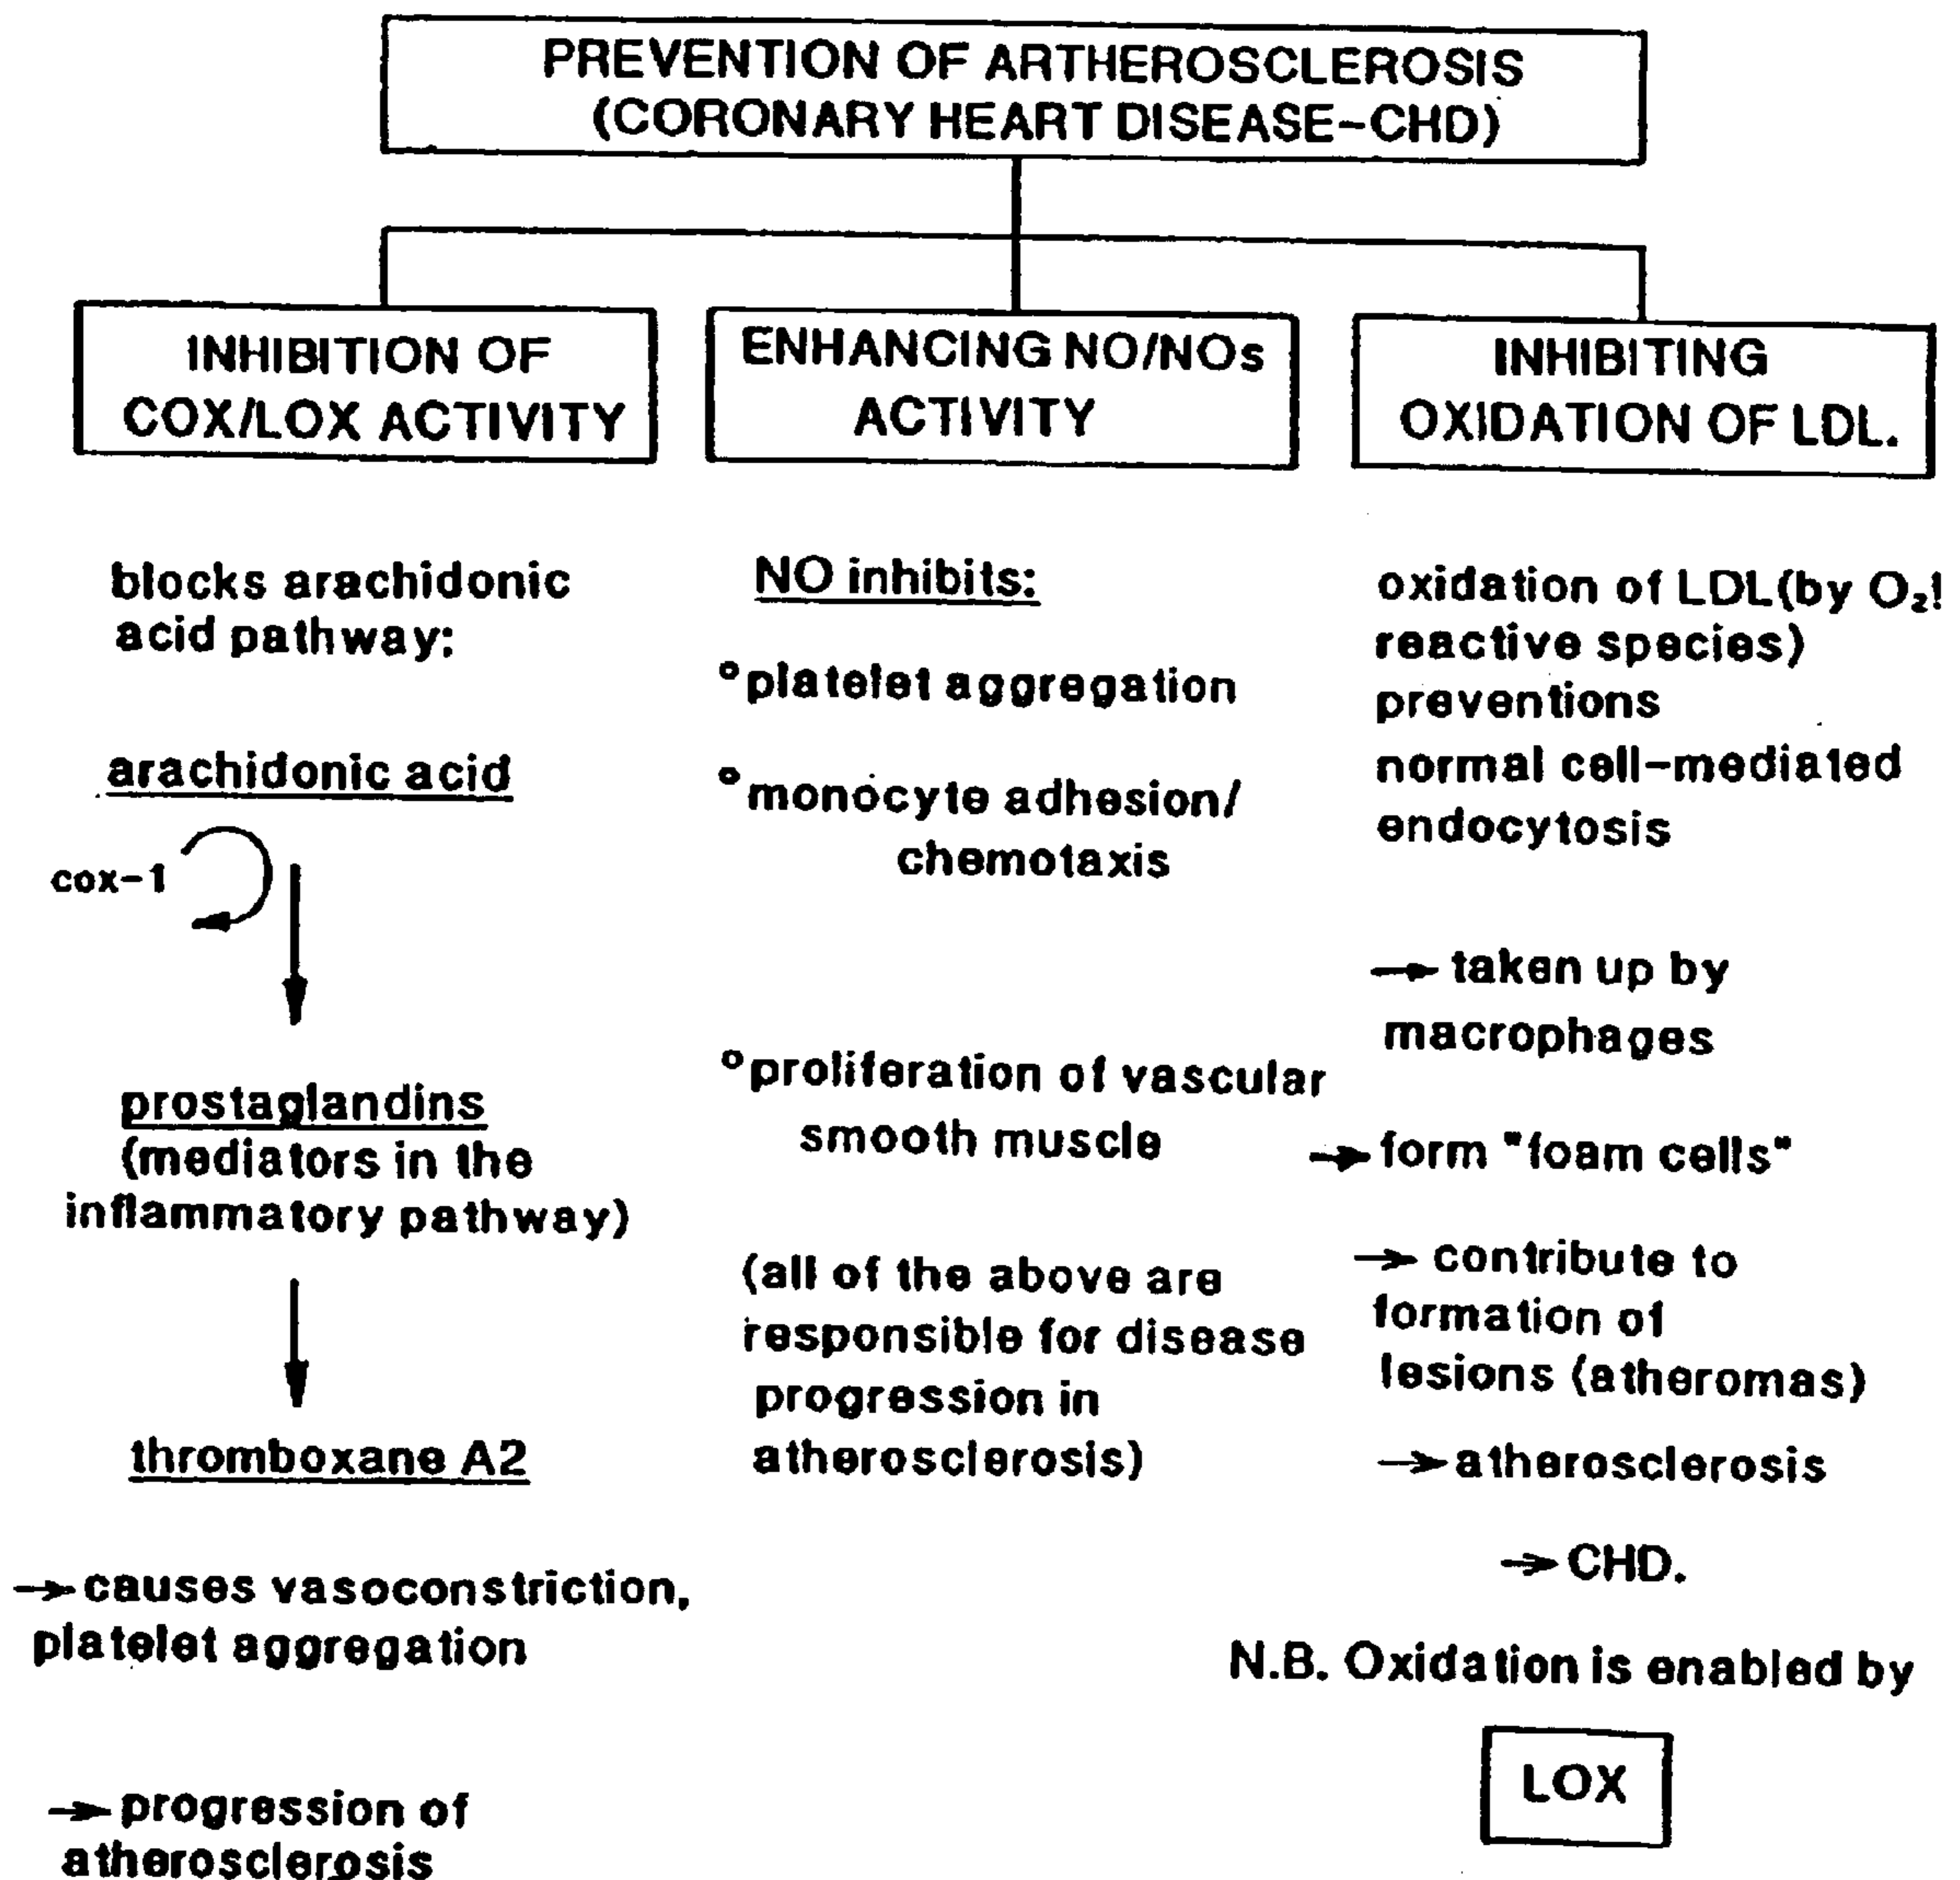 PREVENTION OF ARTHEROSCLEROSIS
(CORONARY HEART DISEASE-CHD)
INHIBITION OF
COX/LOX ACTIVITY
blocks arachidonic
acid pathway:
arachidonic acid
cox-1
prostaglandins
(mediators in the
inflammatory pathway)
thromboxane A2
→ causes vasoconstriction,
platelet aggregation
→ progression of
atherosclerosis
ENHANCING NO/NOs
ACTIVITY
NO inhibits:
°platelet aggregation
°monocyte adhesion/
chemotaxis
°proliferation of vascular
smooth muscle
(all of the above are
responsible for disease
progression in
atherosclerosis)
INHIBITING
OXIDATION OF LDL.
oxidation of LDL(by O₂!
reactive species)
preventions
normal cell-mediated
endocytosis
→ taken up by
macrophages
→ form "foam cells"
→ contribute to
formation of
lesions (atheromas)
→ atherosclerosis
→ CHD.
N.B. Oxidation is enabled by
LOX